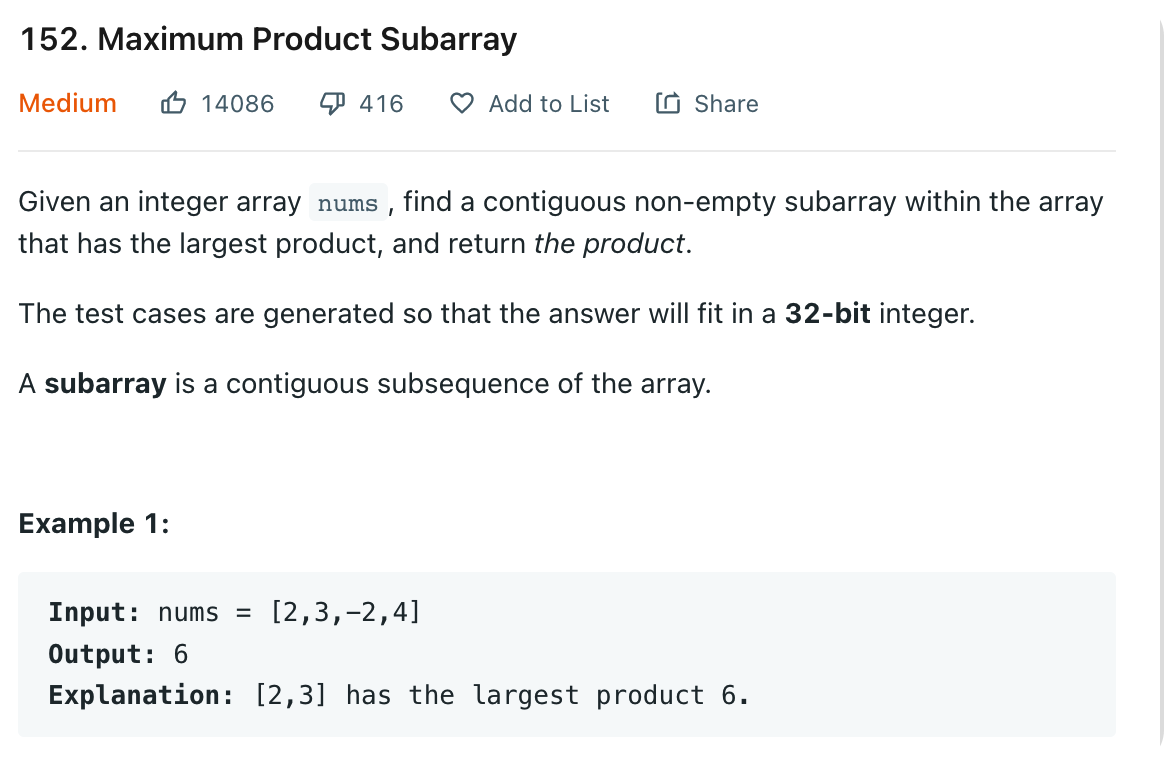 152. Maximum Product Subarray
Medium 14086 416 Add to List Share
Given an integer array nums, find a contiguous non-empty subarray within the array
that has the largest product, and return the product.
The test cases are generated so that the answer will fit in a 32-bit integer.
A subarray is a contiguous subsequence of the array.
Example 1:
Input: nums = [2,3,-2,4]
Output: 6
Explanation: [2,3] has the largest product 6.